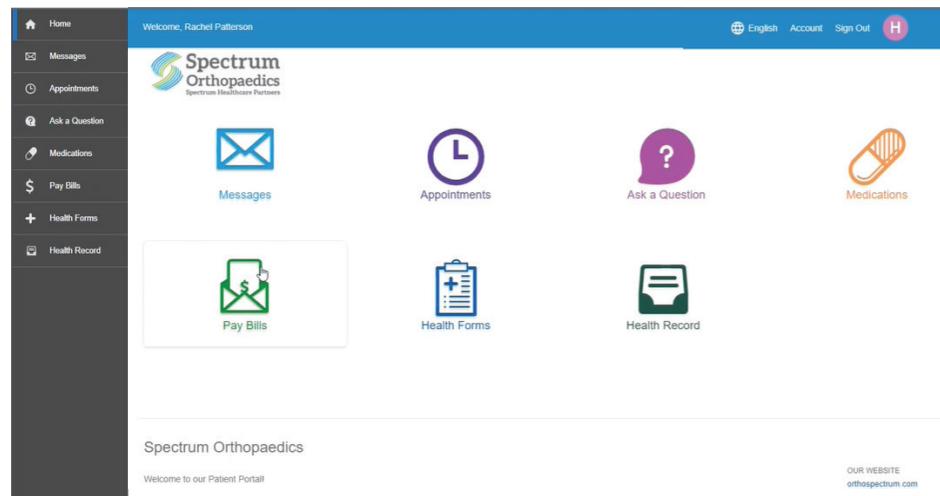 Home
Messages
Appointments
Ask a Question
Medications
Pay Bills
Health Forms
Health Record
Welcome, Rachel Patterson
English Account Sign Out H
Spectrum
Orthopaedics
Spectrum Healthcare Partners
Messages
Appointments
?
Ask a Question
Medications
$
Pay Bills
Health Forms
Health Record
Spectrum Orthopaedics
Welcome to our Patient Portal!
OUR WEBSITE
orthospectrum.com